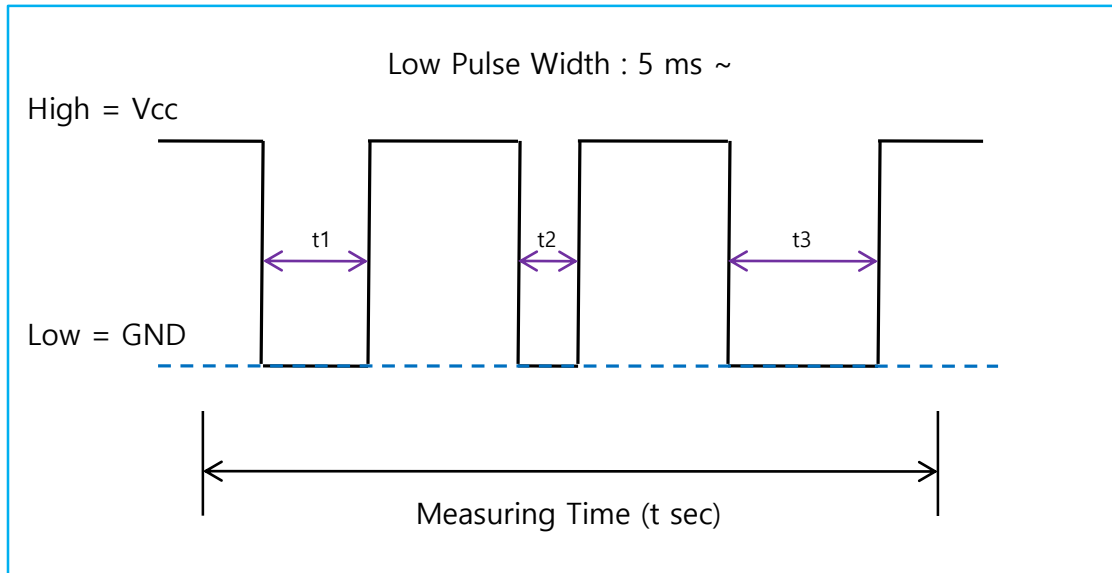 Low Pulse Width : 5 ms ~
High = Vcc
t1
t2
t3
Low = GND
Measuring Time (t sec)